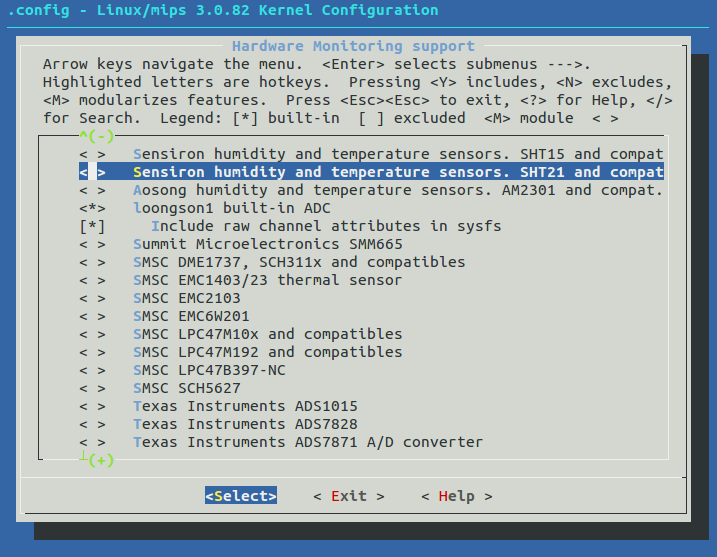 .config - Linux/mips 3.0.82 Kernel Configuration
Hardware Monitoring support
Arrow keys navigate the menu.  <Enter> selects submenus --->.
Highlighted letters are hotkeys.  Pressing <Y> includes, <N> excludes,
<M> modularizes features.  Press <Esc><Esc> to exit, <?> for Help, </>
for Search.  Legend: [*] built-in  [ ] excluded  <M> module  < >
^(-)
< >   Sensiron humidity and temperature sensors. SHT15 and compat
< >   Sensiron humidity and temperature sensors. SHT21 and compat
< >   Aosong humidity and temperature sensors. AM2301 and compat.
<*>   loongson1 built-in ADC
[*]     Include raw channel attributes in sysfs
< >   Summit Microelectronics SMM665
< >   SMSC DME1737, SCH311x and compatibles
< >   SMSC EMC1403/23 thermal sensor
< >   SMSC EMC2103
< >   SMSC EMC6W201
< >   SMSC LPC47M10x and compatibles
< >   SMSC LPC47M192 and compatibles
< >   SMSC LPC47B397-NC
< >   SMSC SCH5627
< >   Texas Instruments ADS1015
< >   Texas Instruments ADS7828
< >   Texas Instruments ADS7871 A/D converter
(+)
<Select>    < Exit >    < Help >